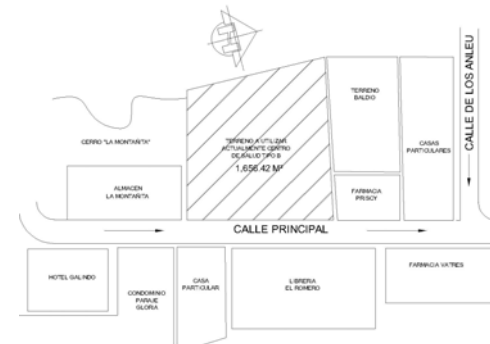 TERRENO
BALDIO
CALLE DE LOS ANLEU
CERRO "LA MONTAÑITA"
TERRENO A UTILIZAR
ACTUALMENTE CENTRO
DE SALUD TIPO B
1,656.42 M²
CASAS
PARTICULARES
ALMACEN
LA MONTAÑITA
FARMACIA
PRISCY
CALLE PRINCIPAL
HOTEL GALINDO
CONDOMINIO
PARAJE
GLORIA
CASA
PARTICULAR
LIBRERIA
EL ROMERO
FARMACIA VATRES